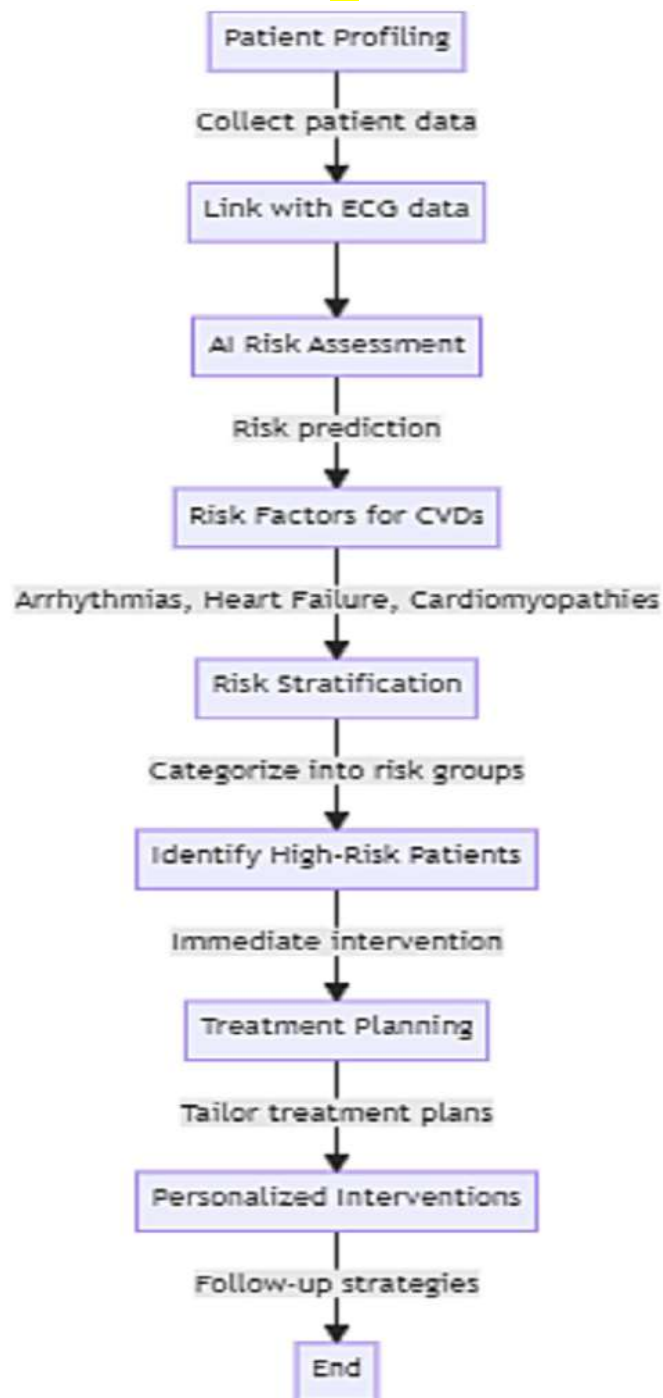 Patient Profiling
Collect patient data
Link with ECG data
AI Risk Assessment
Risk prediction
Risk Factors for CVDs
Arrhythmias, Heart Failure, Cardiomyopathies
Risk Stratification
Categorize into risk groups
Identify High-Risk Patients
Immediate intervention
Treatment Planning
Tailor treatment plans
Personalized Interventions
Follow-up strategies
End